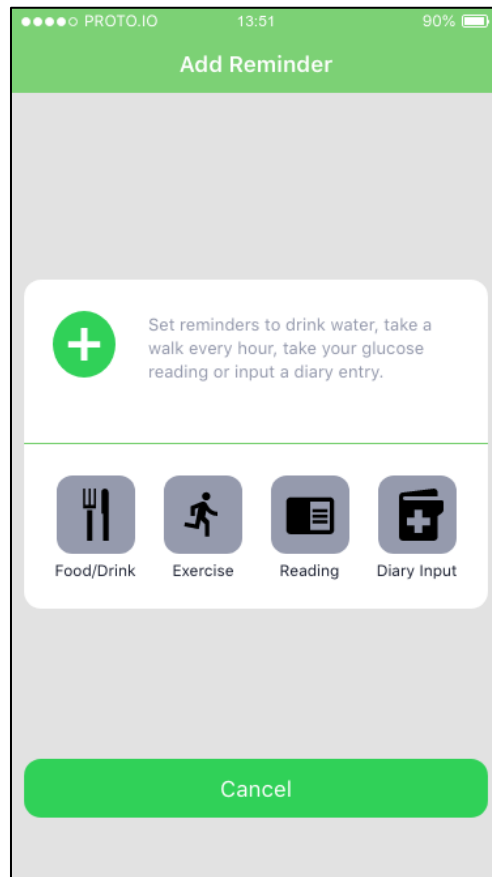 PROTO.IO 13:51 90%
Add Reminder
Set reminders to drink water, take a
walk every hour, take your glucose
reading or input a diary entry.
Food/Drink Exercise Reading Diary Input
Cancel